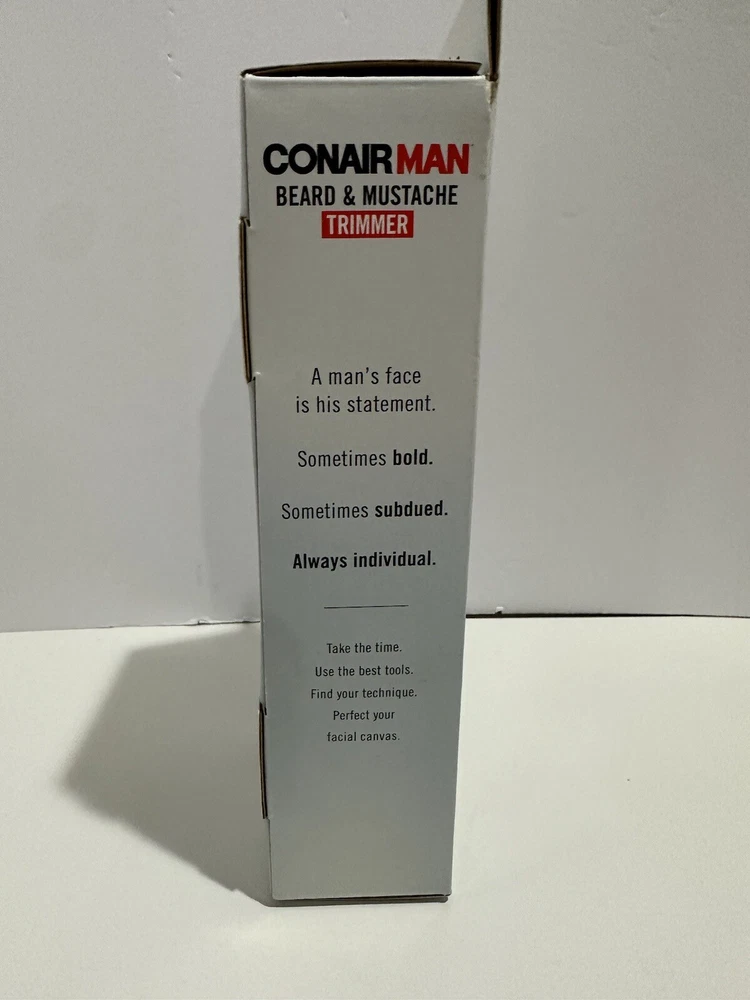 CONAIRMAN
BEARD & MUSTACHE
TRIMMER
A man's face
is his statement.
Sometimes bold.
Sometimes subdued.
Always individual.
Take the time.
Use the best tools.
Find your technique.
Perfect your
facial canvas.